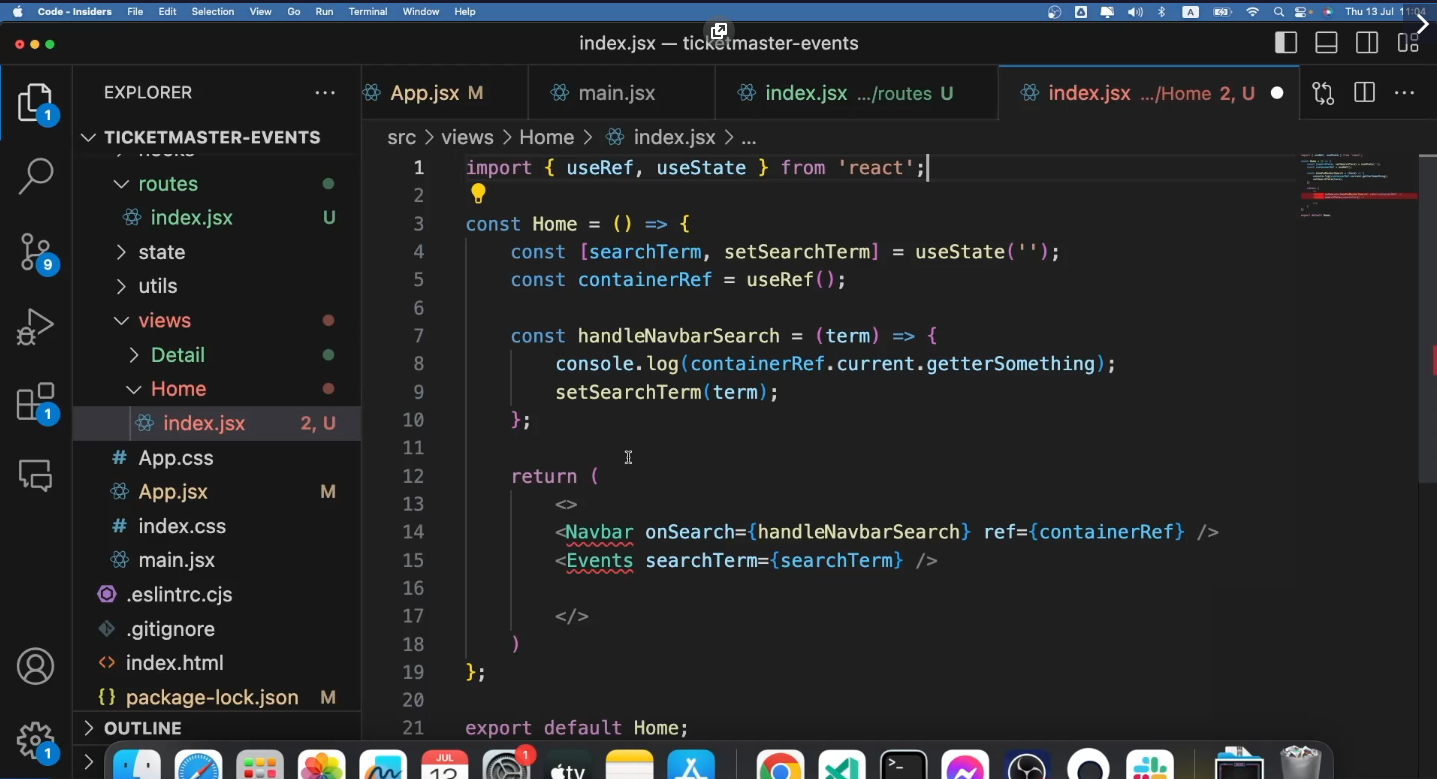 Code - Insiders File Edit Selection View Go Run Terminal Window Help A Thu 13 Jul 11:04
index.jsx — ticketmaster-events
EXPLORER ...
App.jsx M main.jsx index.jsx .../routes U index.jsx .../Home 2, U
TICKETMASTER-EVENTS
src > views > Home > index.jsx > ...
hooks
routes
index.jsx U
state
utils
views
Detail
Home
index.jsx 2, U
App.css
App.jsx M
index.css
main.jsx
.eslintrc.cjs
.gitignore
index.html
package-lock.json M
OUTLINE
1
9
1
1
1 import { useRef, useState } from 'react';
2
3 const Home = () => {
4 const [searchTerm, setSearchTerm] = useState('');
5 const containerRef = useRef();
6
7 const handleNavbarSearch = (term) => {
8 console.log(containerRef.current.getterSomething);
9 setSearchTerm(term);
10 };
11
12 return (
13 <>
14 <Navbar onSearch={handleNavbarSearch} ref={containerRef} />
15 <Events searchTerm={searchTerm} />
16
17 </>
18 )
19 };
20
21 export default Home;
JUL
12
1
tv